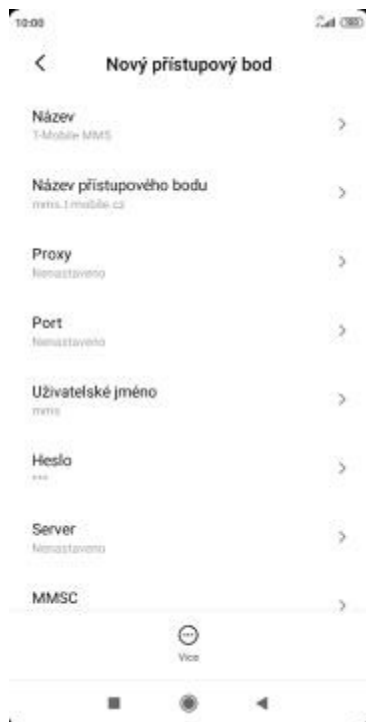 10:00
Nový přístupový bod
Název
T-Mobile MMS
Název přístupového bodu
mms.t-mobile.cz
Proxy
Nenastaveno
Port
Nenastaveno
Uživatelské jméno
mms
Heslo
***
Server
Nenastaveno
MMSC
Více